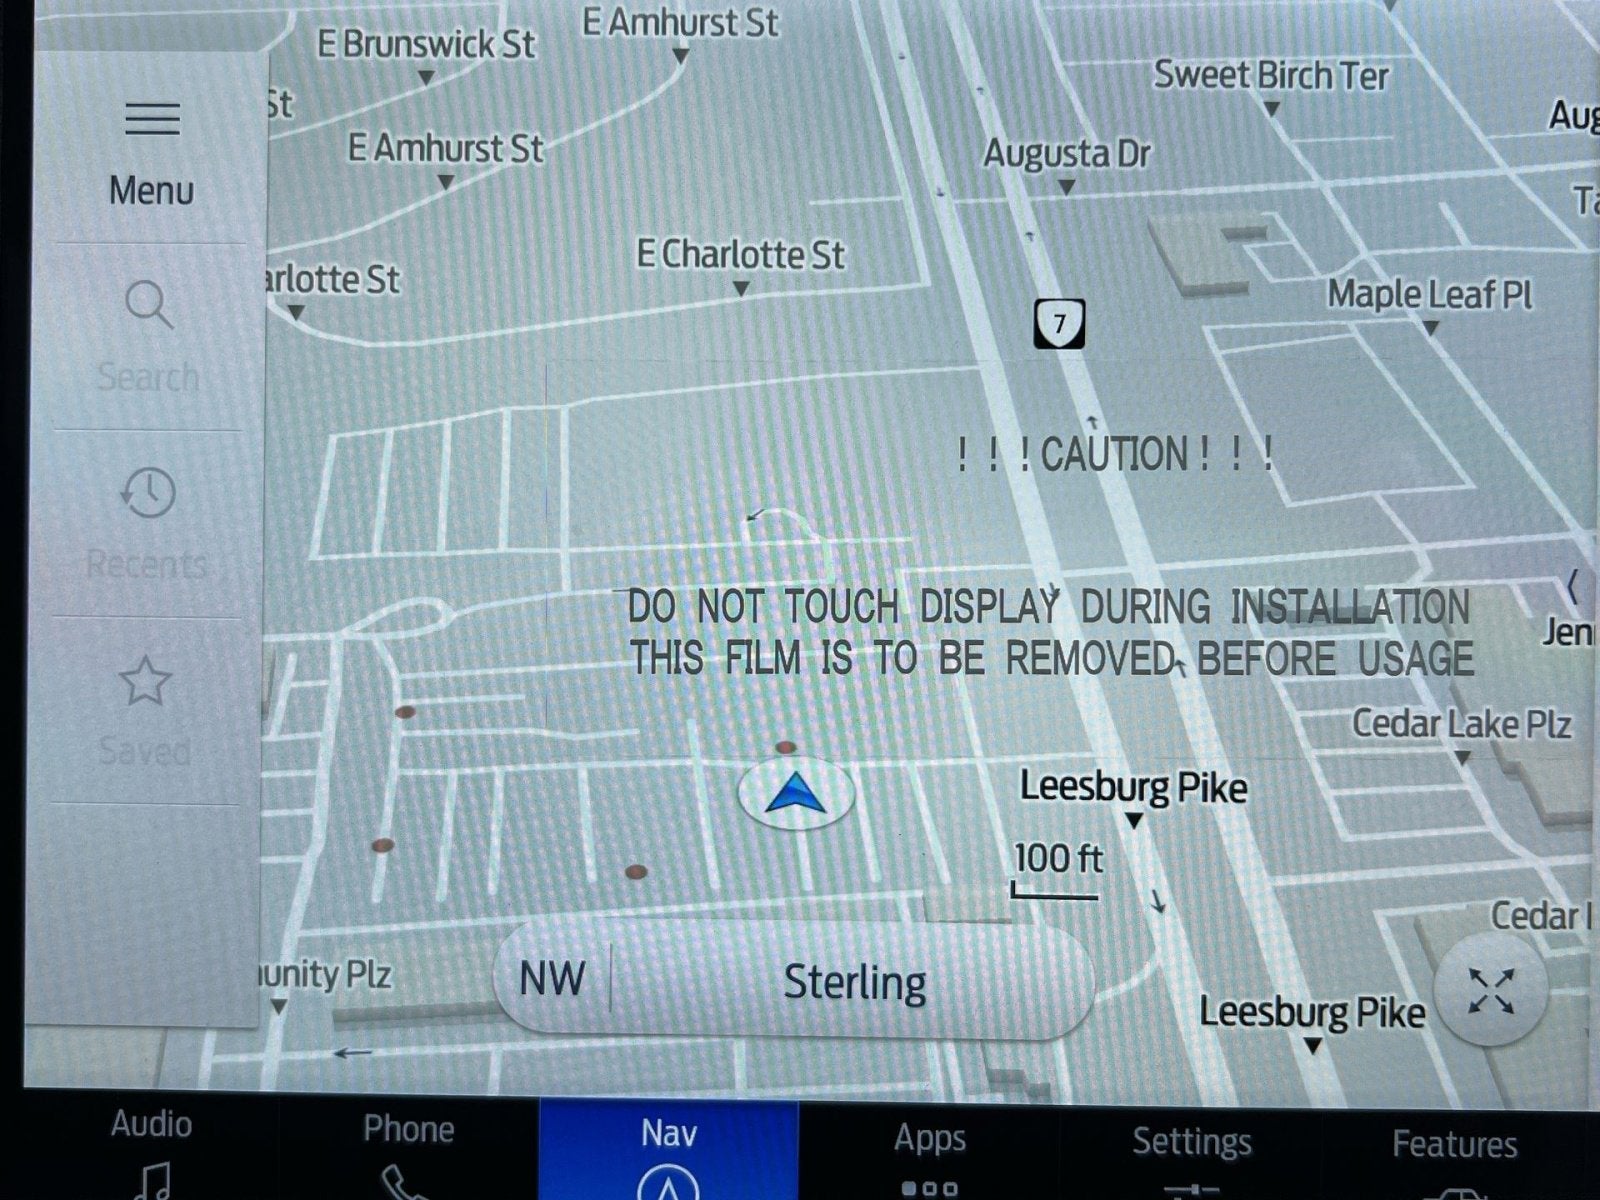 E Amhurst St
E Brunswick St
Sweet Birch Ter
St
Aug
Menu
E Amhurst St
Augusta Dr
Ta
E Charlotte St
arlotte St
Maple Leaf Pl
7
Search
! ! ! CAUTION ! ! !
Recents
DO NOT TOUCH DISPLAY DURING INSTALLATION
Jen
THIS FILM IS TO BE REMOVED BEFORE USAGE
Saved
Cedar Lake Plz
Leesburg Pike
100 ft
Cedar
unity Plz
NW
Sterling
Leesburg Pike
Audio
Phone
Nav
Apps
Settings
Features